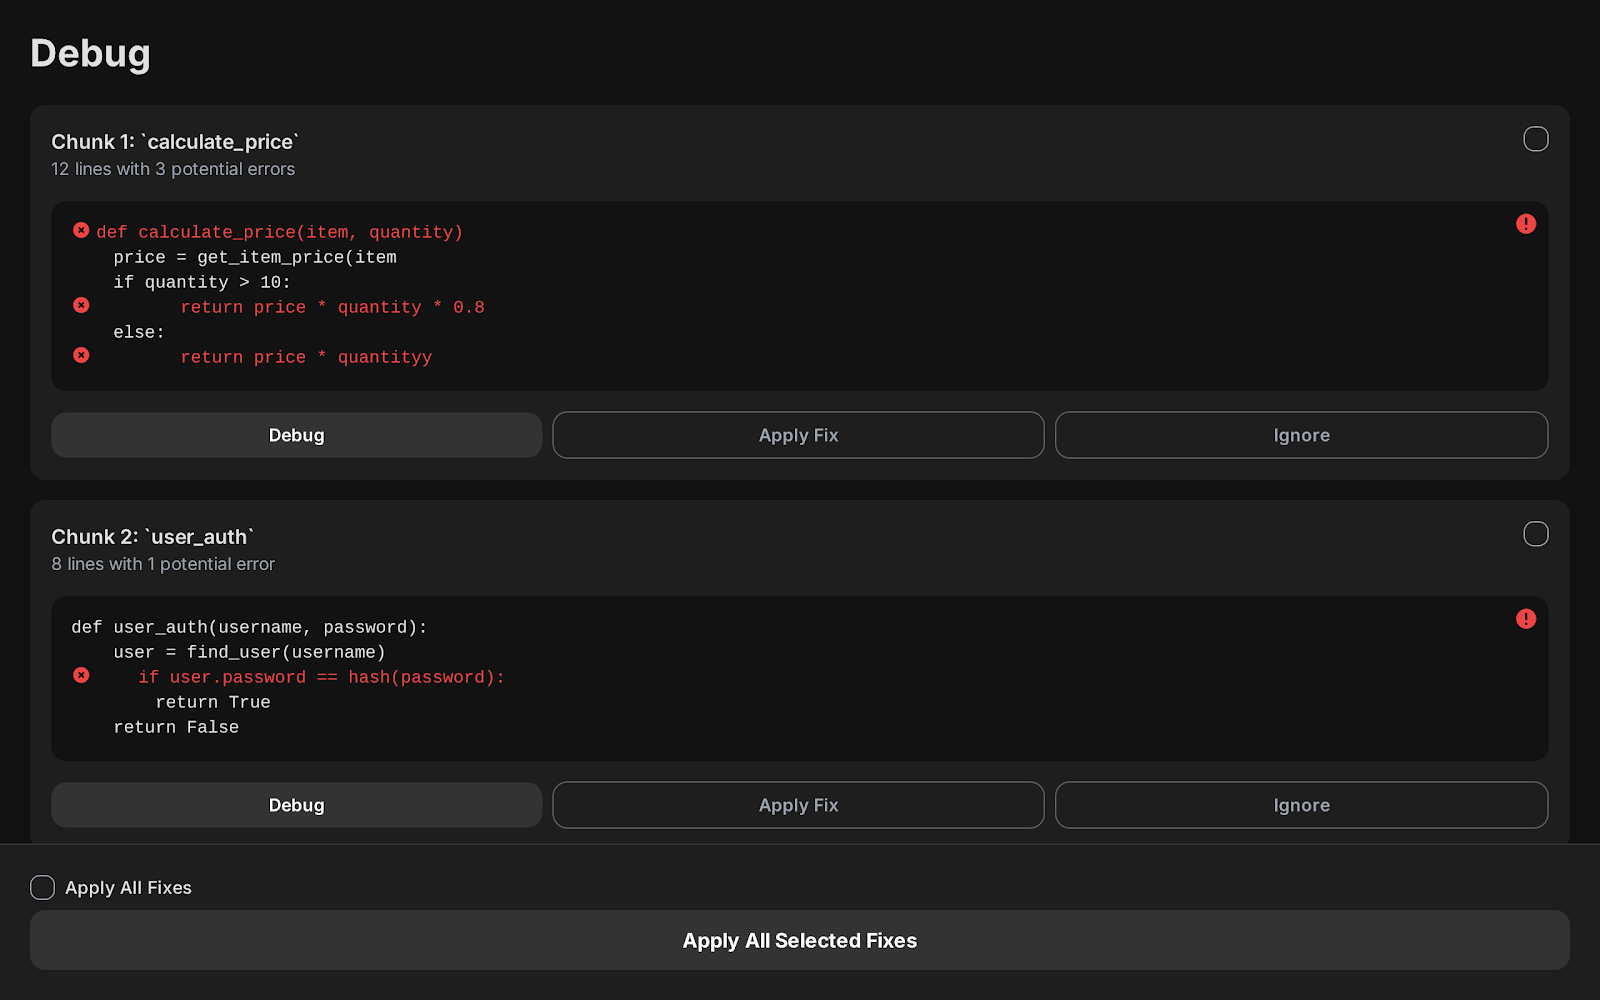 Debug
Chunk 1: `calculate_price`
12 lines with 3 potential errors
def calculate_price(item, quantity)
price = get_item_price(item
if quantity > 10:
return price * quantity * 0.8
else:
return price * quantityy
Debug
Apply Fix
Ignore
Chunk 2: `user_auth`
8 lines with 1 potential error
def user_auth(username, password):
user = find_user(username)
if user.password == hash(password):
return True
return False
Debug
Apply Fix
Ignore
Apply All Fixes
Apply All Selected Fixes